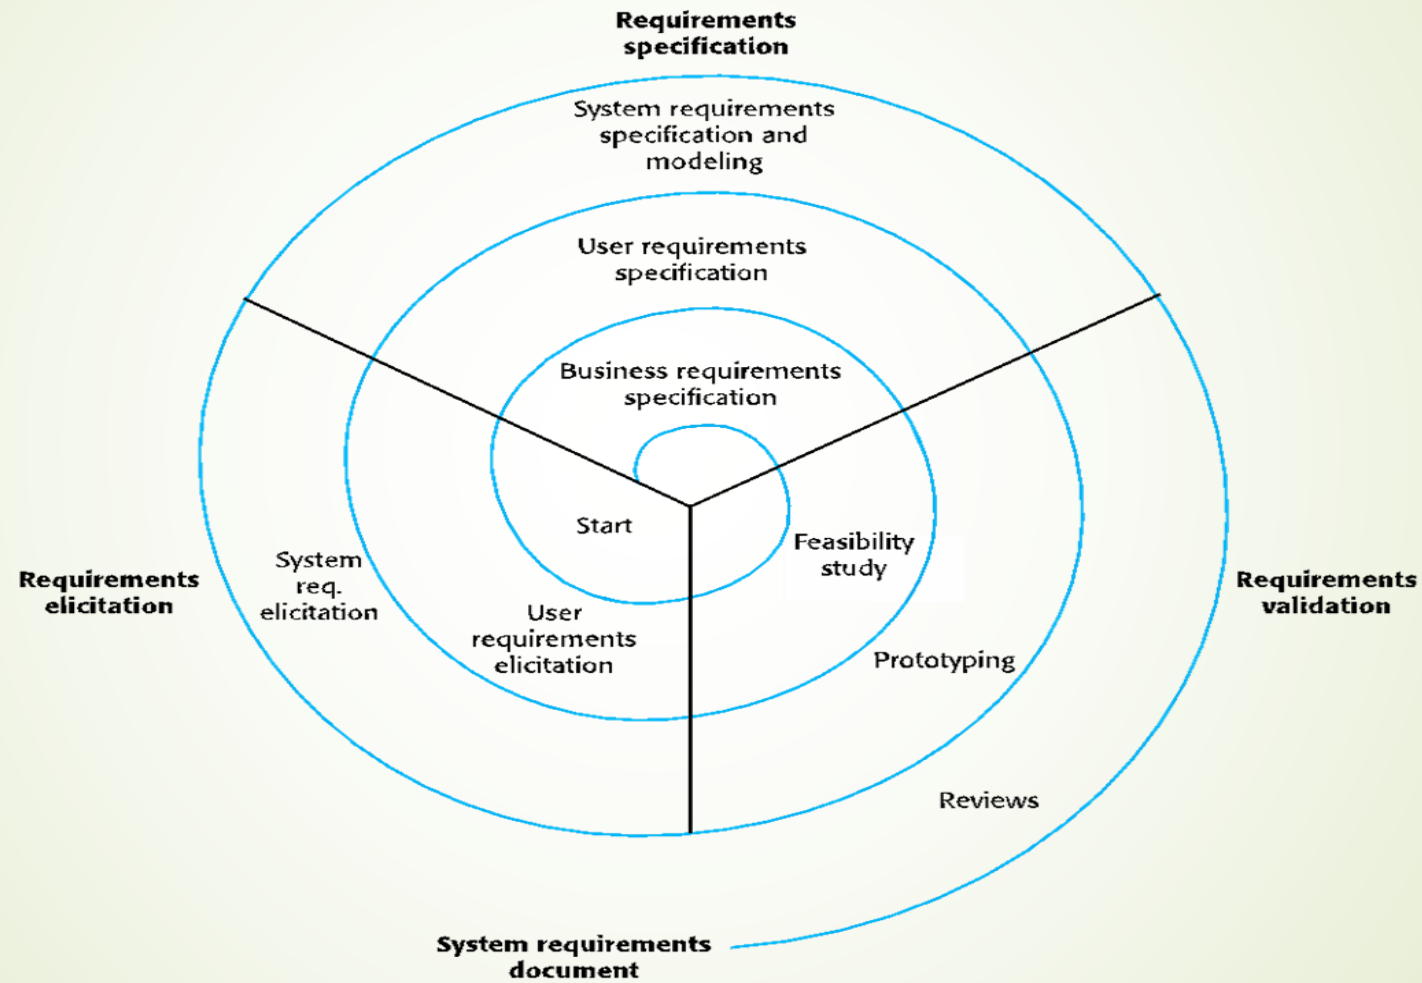 Requirements
specification
System requirements
specification and
modeling
User requirements
specification
Business requirements
specification
Start
Feasibility
study
System
req.
elicitation
Requirements
elicitation
User
requirements
elicitation
Requirements
validation
Prototyping
Reviews
System requirements
document